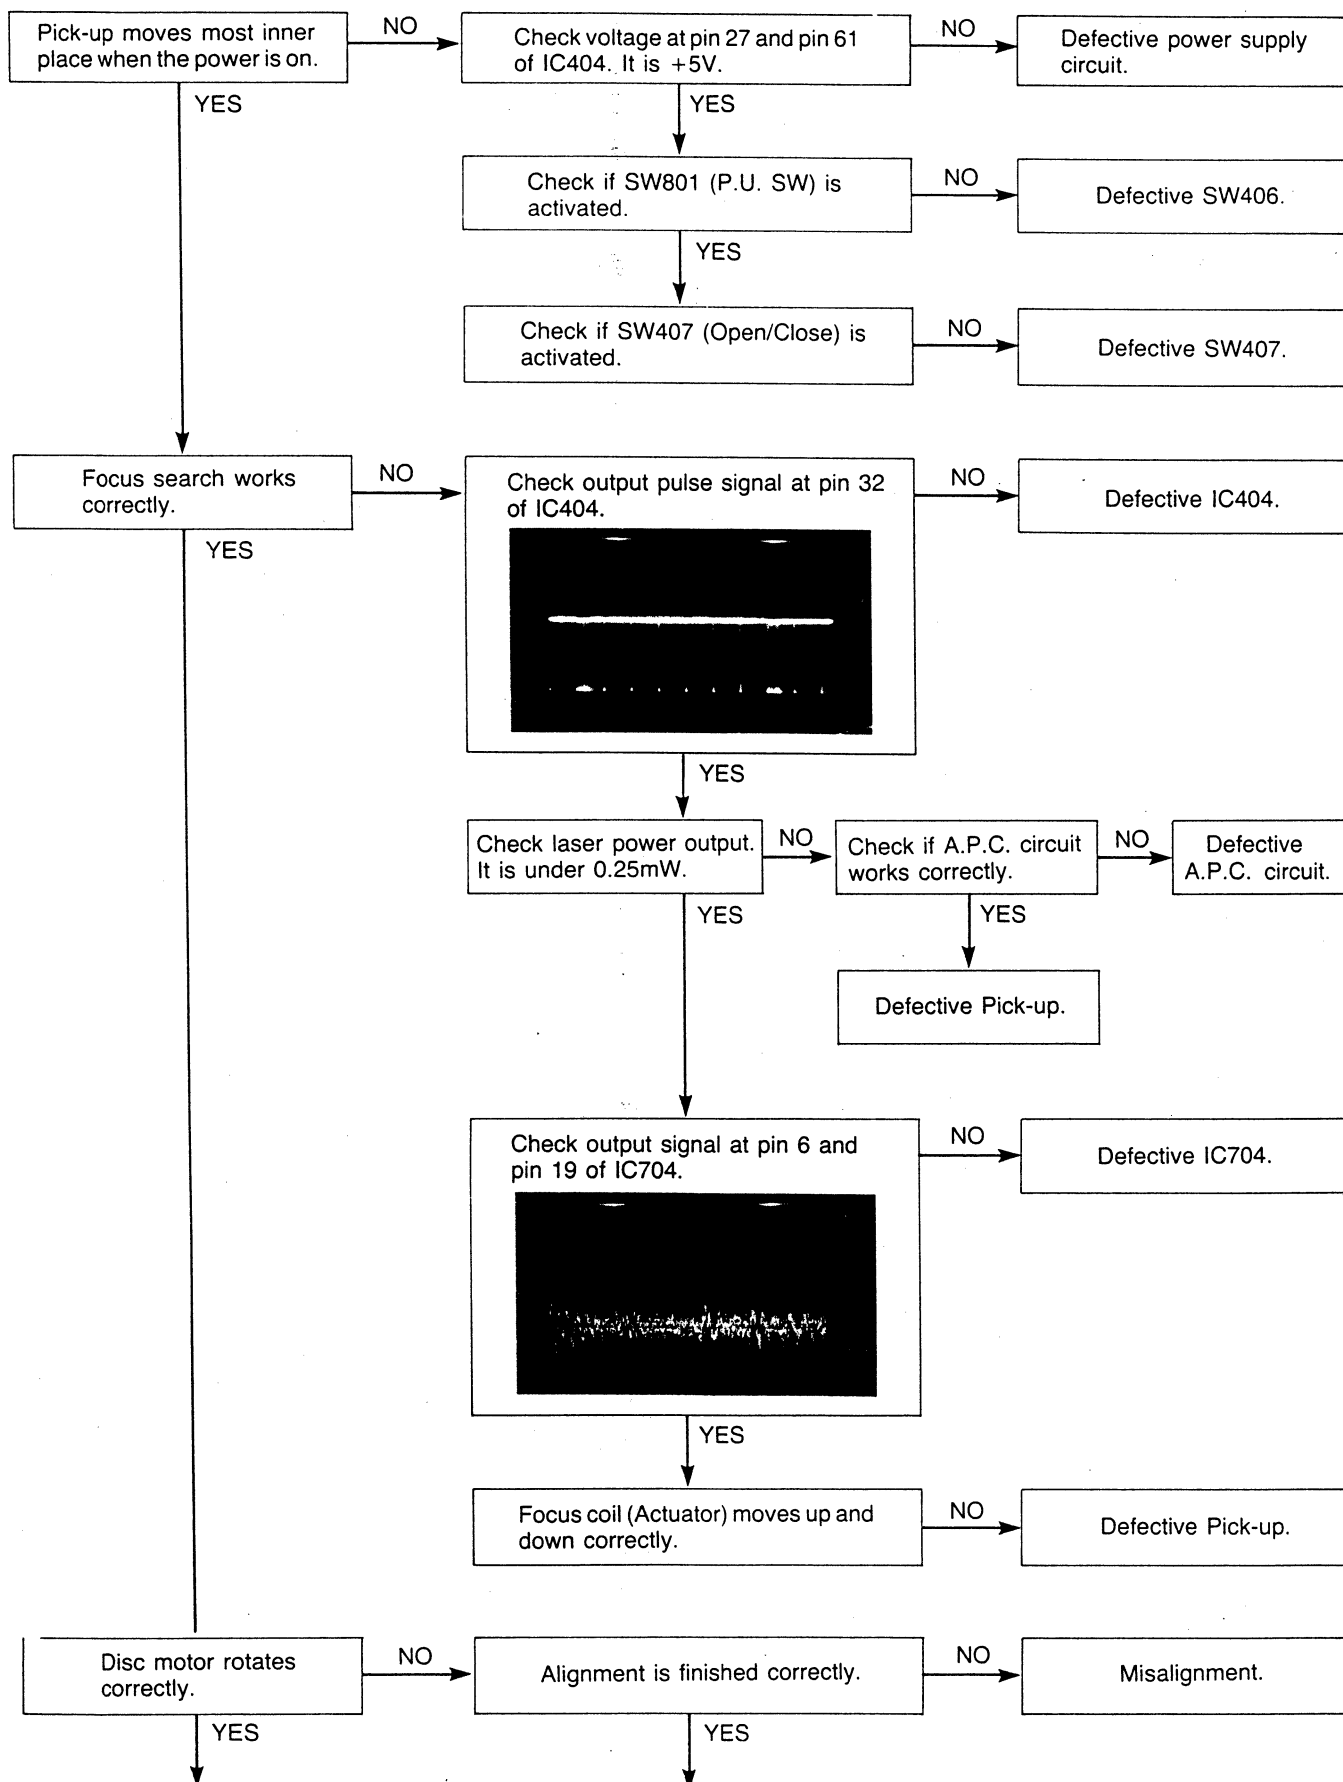 Pick-up moves most inner
place when the power is on.
NO
Check voltage at pin 27 and pin 61
of IC404. It is +5V.
NO
Defective power supply
circuit.
YES
YES
Check if SW801 (P.U. SW) is
activated.
NO
Defective SW406.
YES
Check if SW407 (Open/Close) is
activated.
NO
Defective SW407.
Focus search works
correctly.
NO
Check output pulse signal at pin 32
of IC404.
NO
Defective IC404.
YES
YES
Check laser power output.
It is under 0.25mW.
NO
Check if A.P.C. circuit
works correctly.
NO
Defective
A.P.C. circuit.
YES
YES
Defective Pick-up.
Check output signal at pin 6 and
pin 19 of IC704.
NO
Defective IC704.
YES
Focus coil (Actuator) moves up and
down correctly.
NO
Defective Pick-up.
Disc motor rotates
correctly.
NO
Alignment is finished correctly.
NO
Misalignment.
YES
YES